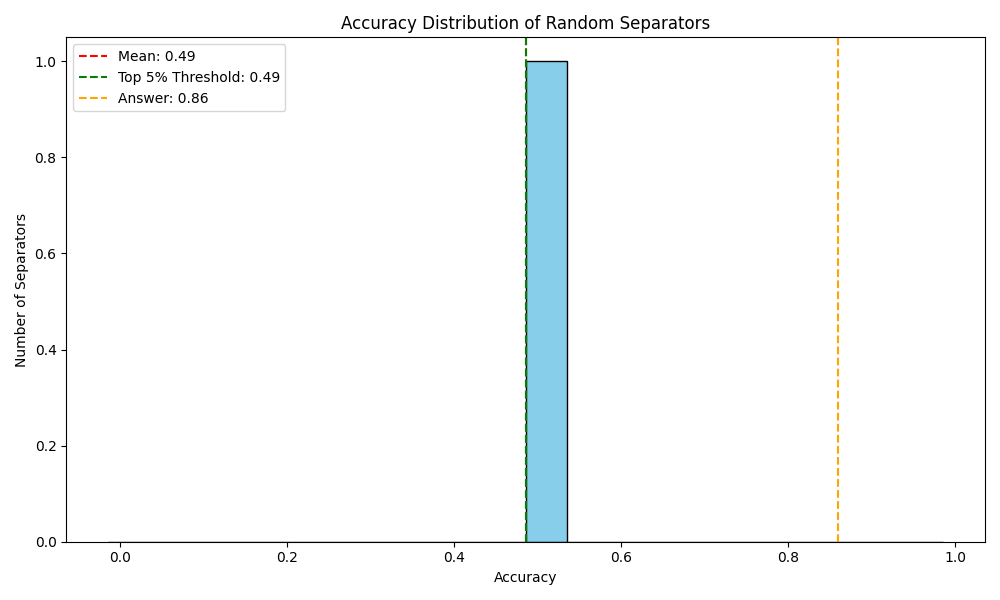 Accuracy Distribution of Random Separators
Mean: 0.49
Top 5% Threshold: 0.49
Answer: 0.86
Number of Separators
1.0
0.8
0.6
0.4
0.2
0.0
0.0 0.2 0.4 0.6 0.8 1.0
Accuracy